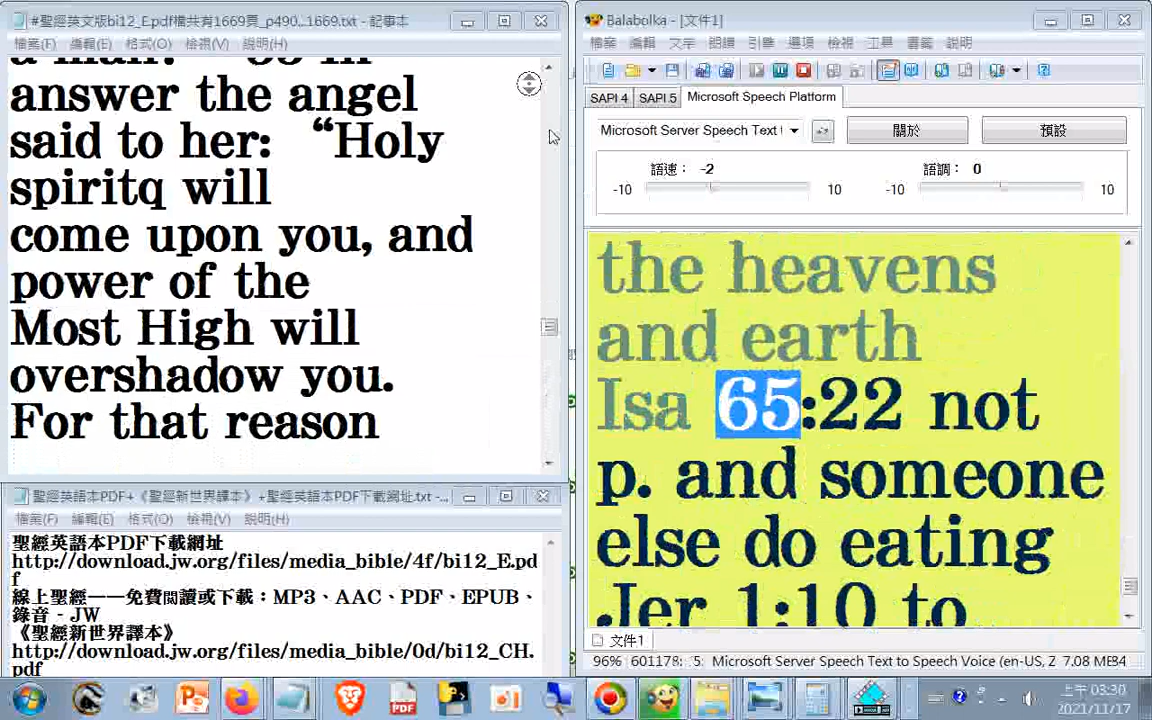 #聖經英文版bi12_E.pdf檔共有1669頁_p490,..1669.txt - 記事本
檔案(F) 編輯(E) 格式(O) 檢視(V) 說明(H)
answer the angel
said to her: “Holy
spiritq will
come upon you, and
power of the
Most High will
overshadow you.
For that reason
聖經英語本PDF+《聖經新世界譯本》+聖經英語本PDF下載網址.txt - ...
檔案(F) 編輯(E) 格式(O) 檢視(V) 說明(H)
聖經英語本PDF下載網址
http://download.jw.org/files/media_bible/4f/bi12_E.pd
f
線上聖經——免費閱讀或下載：MP3、AAC、PDF、EPUB、
錄音 - JW
《聖經新世界譯本》
http://download.jw.org/files/media_bible/0d/bi12_CH.
pdf
Balabolka - [文件1]
檔案 編輯 文字 朗讀 引擎 選項 檢視 工具 書籤 說明
SAPI 4 SAPI 5 Microsoft Speech Platform
Microsoft Server Speech Text 關於 預設
語速： -2 語調： 0
-10 10 -10 10
the heavens
and earth
Isa 65:22 not
p. and someone
else do eating
Jer 1:10 to
文件1
96% 601178: 5: Microsoft Server Speech Text to Speech Voice (en-US, Z 7.08 MB
上午 03:30
2021/11/17